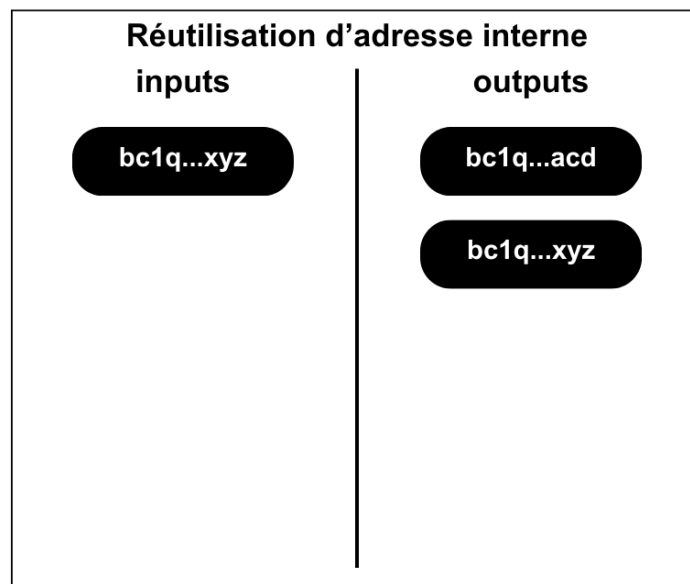 Réutilisation d’adresse interne
inputs
outputs
bc1q...xyz
bc1q...acd
bc1q...xyz